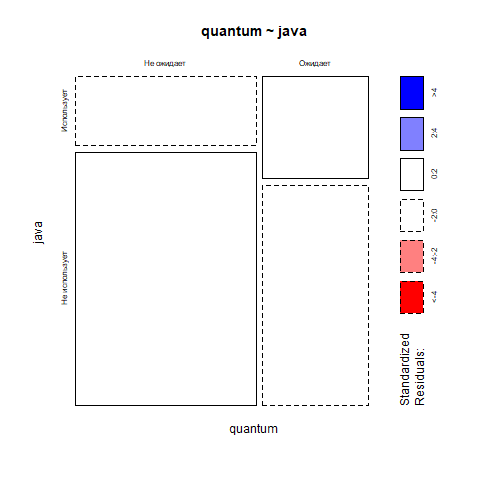 quantum ~ java
Не ожидает
Ожидает
Использует
Не использует
java
quantum
>4
2:4
0:2
-2:0
-4:-2
<-4
Standardized
Residuals: